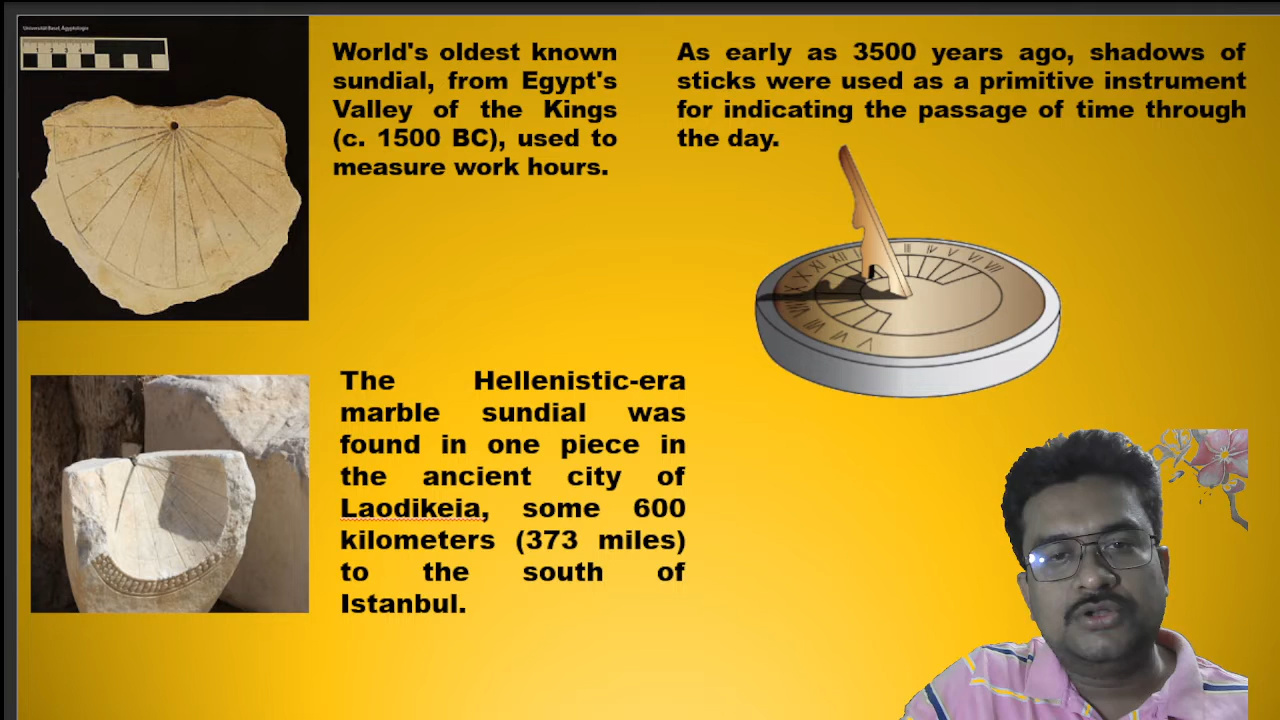 Universität Basel, Ägyptologie
World's oldest known
sundial, from Egypt's
Valley of the Kings
(c. 1500 BC), used to
measure work hours.
As early as 3500 years ago, shadows of
sticks were used as a primitive instrument
for indicating the passage of time through
the day.
The Hellenistic-era
marble sundial was
found in one piece in
the ancient city of
Laodikeia, some 600
kilometers (373 miles)
to the south of
Istanbul.